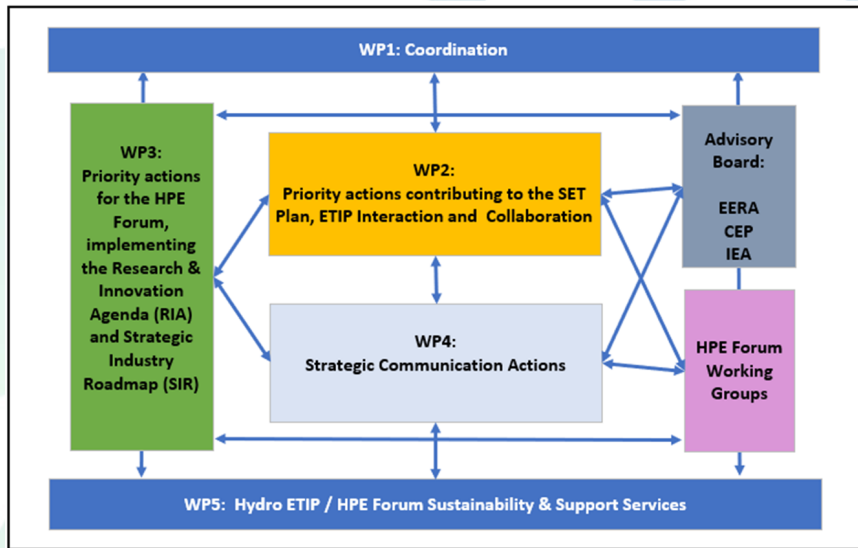 WP1: Coordination
WP3:
Priority actions
for the HPE
Forum,
implementing
the Research &
Innovation
Agenda (RIA)
and Strategic
Industry
Roadmap (SIR)
WP2:
Priority actions contributing to the SET
Plan, ETIP Interaction and Collaboration
Advisory
Board:
EERA
CEP
IEA
WP4:
Strategic Communication Actions
HPE Forum
Working
Groups
WP5: Hydro ETIP / HPE Forum Sustainability & Support Services